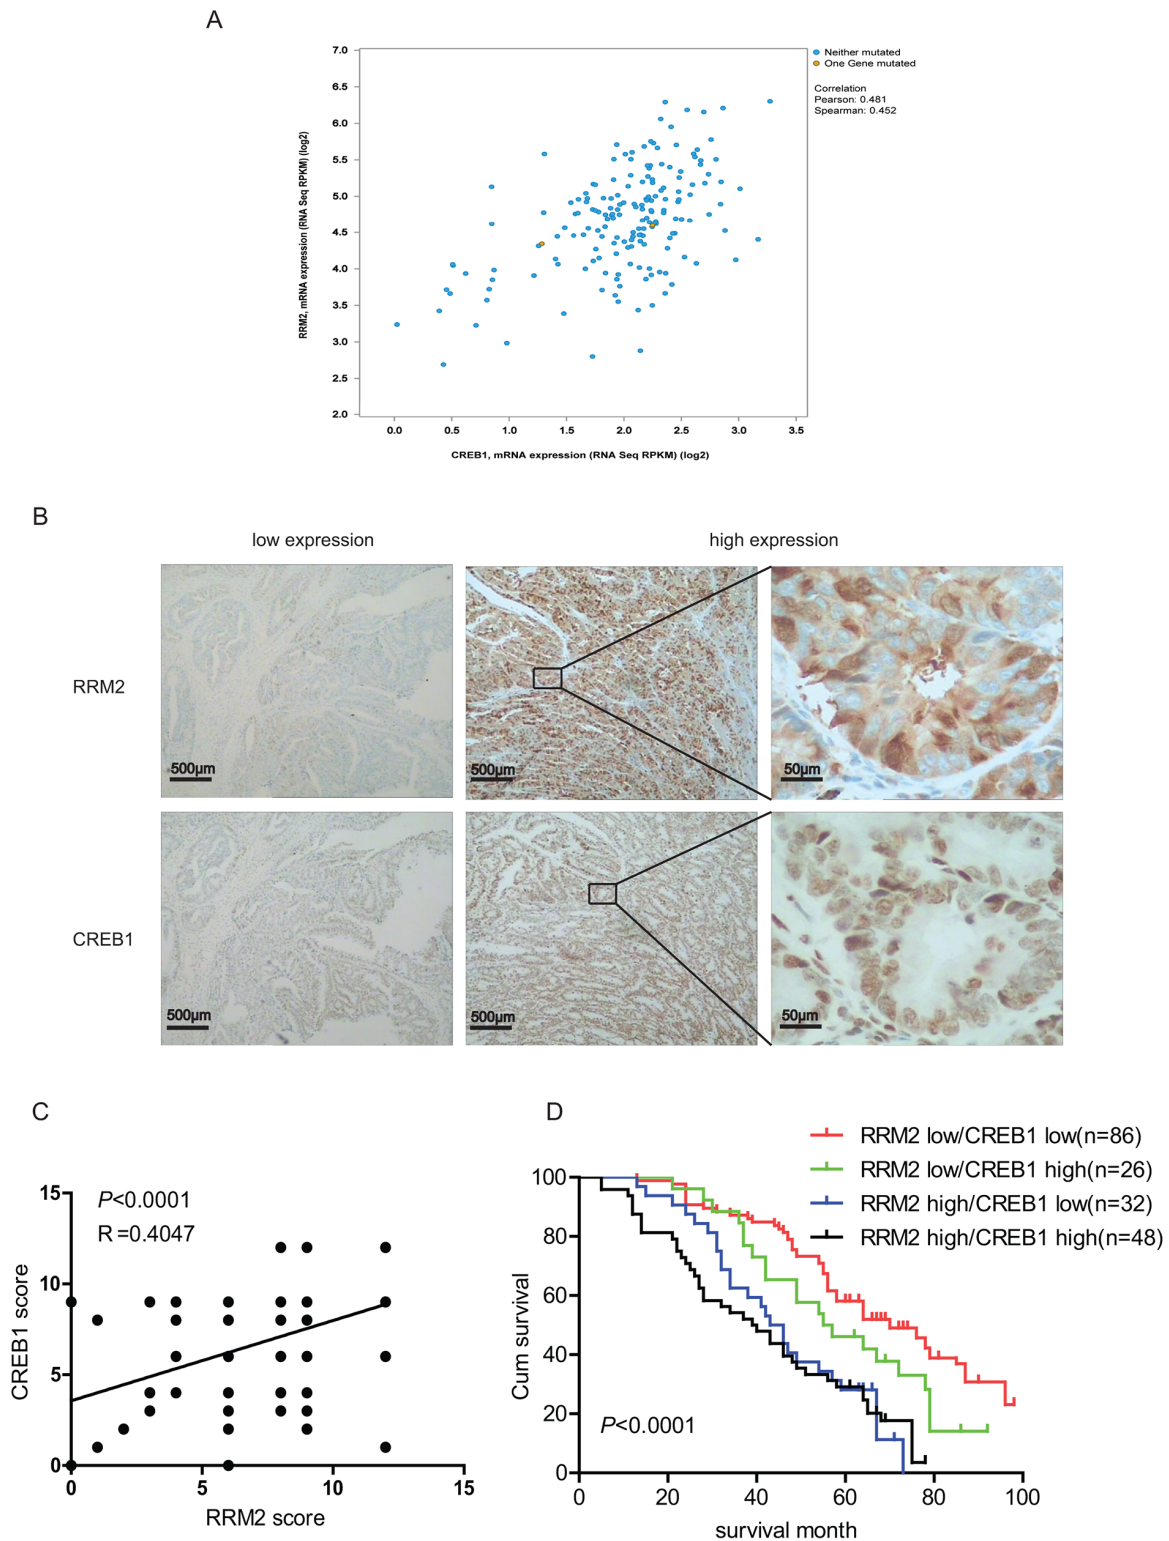 A
7.0
6.5
6.0
5.5
5.0
4.5
4.0
3.5
3.0
2.5
2.0
RRM2, mRNA expression (RNA Seq RPKM) (log2)
0.0 0.5 1.0 1.5 2.0 2.5 3.0 3.5
CREB1, mRNA expression (RNA Seq RPKM) (log2)
Neither mutated
One Gene mutated
Correlation
Pearson: 0.481
Spearman: 0.452
B
low expression high expression
RRM2
500μm 500μm 50μm
CREB1
500μm 500μm 50μm
C
P<0.0001
R=0.4047
15
10
5
0
CREB1 score
0 5 10 15
RRM2 score
D
RRM2 low/CREB1 low(n=86)
RRM2 low/CREB1 high(n=26)
RRM2 high/CREB1 low(n=32)
RRM2 high/CREB1 high(n=48)
100
80
60
40
20
0
Cum survival
P<0.0001
0 20 40 60 80 100
survival month